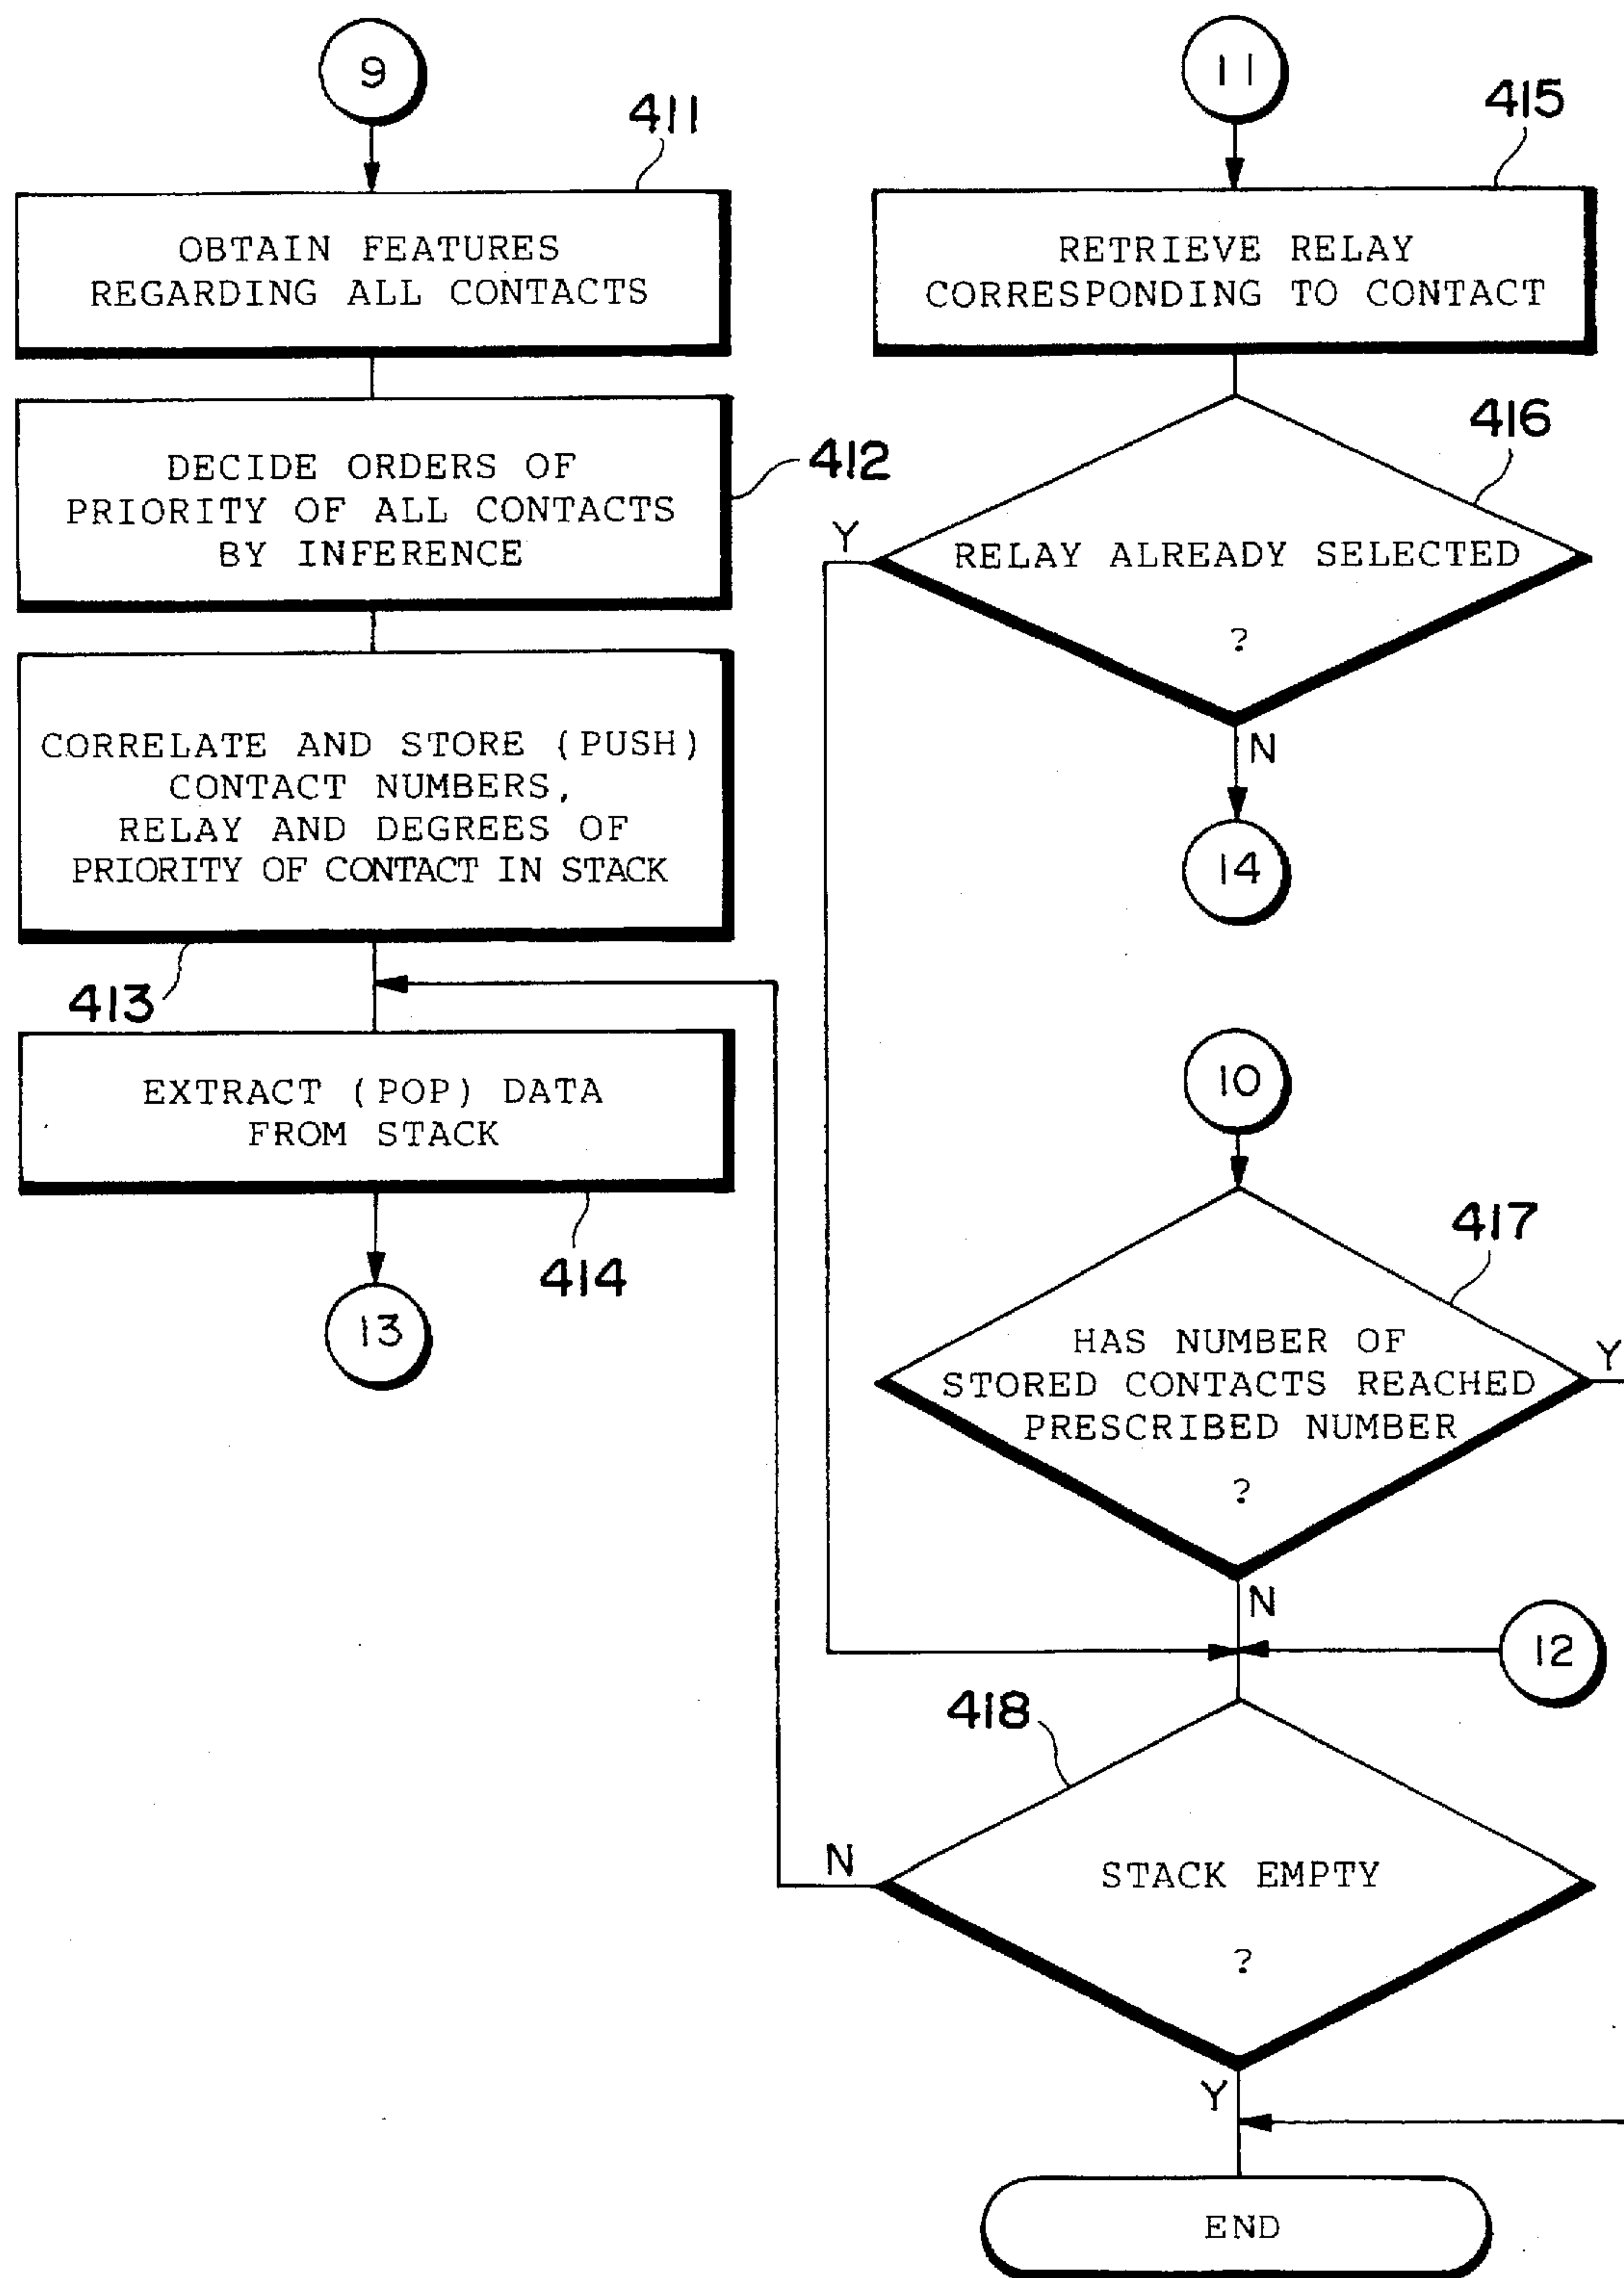 9
411
OBTAIN FEATURES
REGARDING ALL CONTACTS
412
DECIDE ORDERS OF
PRIORITY OF ALL CONTACTS
BY INFERENCE
CORRELATE AND STORE (PUSH)
CONTACT NUMBERS,
RELAY AND DEGREES OF
PRIORITY OF CONTACT IN STACK
413
EXTRACT (POP) DATA
FROM STACK
414
13
11
415
RETRIEVE RELAY
CORRESPONDING TO CONTACT
416
Y
RELAY ALREADY SELECTED
?
N
14
10
417
HAS NUMBER OF
STORED CONTACTS REACHED
PRESCRIBED NUMBER
?
Y
N
12
418
N
STACK EMPTY
?
Y
END